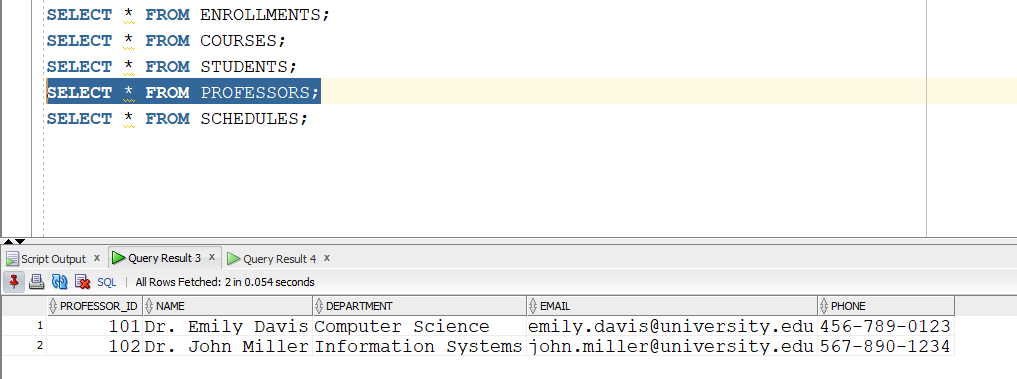 SELECT * FROM ENROLLMENTS;
SELECT * FROM COURSES;
SELECT * FROM STUDENTS;
SELECT * FROM PROFESSORS;
SELECT * FROM SCHEDULES;
Script Output x Query Result 3 x Query Result 4 x
SQL | All Rows Fetched: 2 in 0.054 seconds
PROFESSOR_ID NAME DEPARTMENT EMAIL PHONE
1 101 Dr. Emily Davis Computer Science emily.davis@university.edu 456-789-0123
2 102 Dr. John Miller Information Systems john.miller@university.edu 567-890-1234